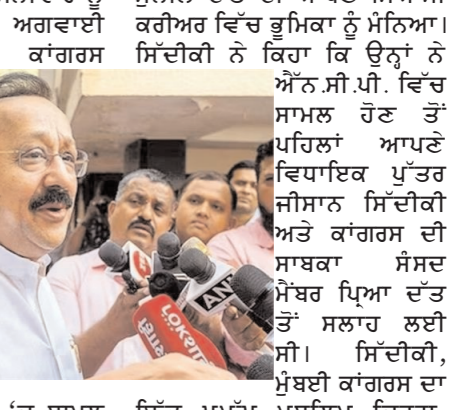 ਅਗਵਾਈ
ਕਾਂਗਰਸ
ਕਰੀਅਰ ਵਿੱਚ ਭੂਮਿਕਾ ਨੂੰ ਮੰਨਿਆ।
ਸਿੱਦੀਕੀ ਨੇ ਕਿਹਾ ਕਿ ਉਨ੍ਹਾਂ ਨੇ
ਐੱਨ.ਸੀ.ਪੀ. ਵਿੱਚ
ਸਾਮਲ ਹੋਣ ਤੋਂ
ਪਹਿਲਾਂ ਆਪਣੇ
ਵਿਧਾਇਕ ਪੁੱਤਰ
ਜੀਸਾਨ ਸਿੱਦੀਕੀ
ਅਤੇ ਕਾਂਗਰਸ ਦੀ
ਸਾਬਕਾ ਸੰਸਦ
ਮੈਂਬਰ ਪ੍ਰਿਆ ਦੱਤ
ਤੋਂ ਸਲਾਹ ਲਈ
ਸੀ। ਸਿੱਦੀਕੀ,
ਮੁੰਬਈ ਕਾਂਗਰਸ ਦਾ
ANI